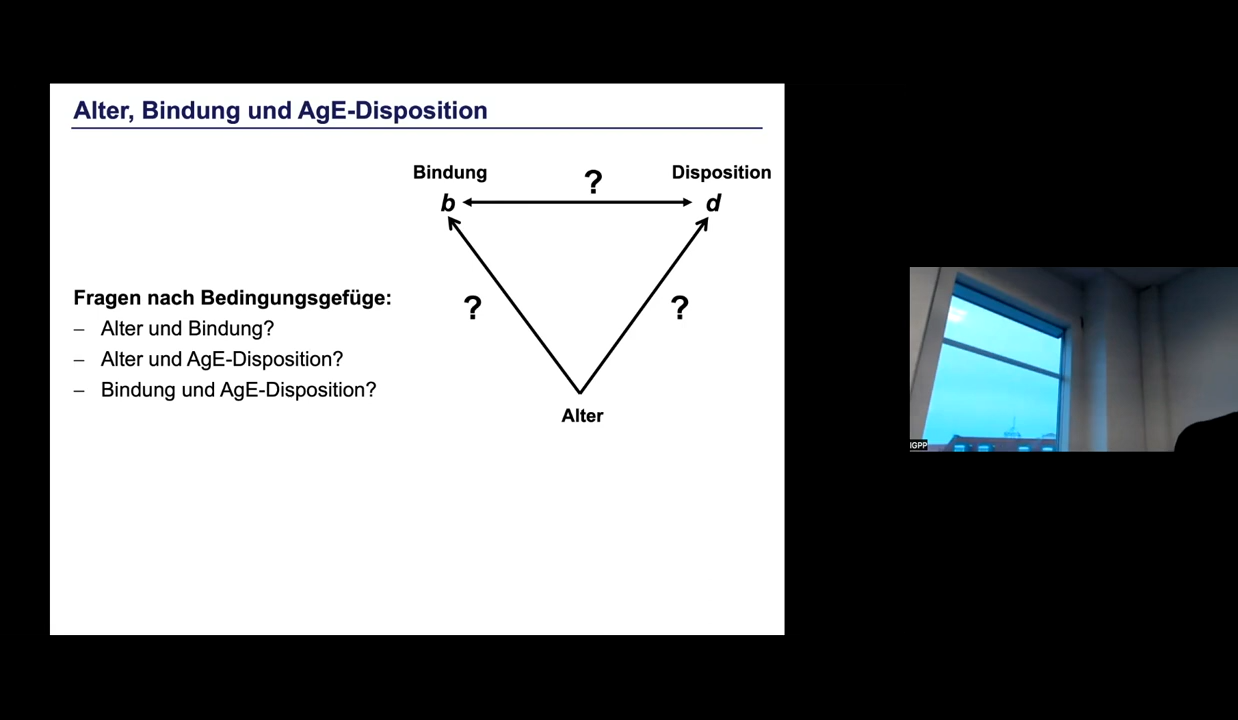 Alter, Bindung und AgE-Disposition
Bindung
?
Disposition
b
d
Fragen nach Bedingungsgefüge:
?
?
– Alter und Bindung?
– Alter und AgE-Disposition?
– Bindung und AgE-Disposition?
Alter
IGPP